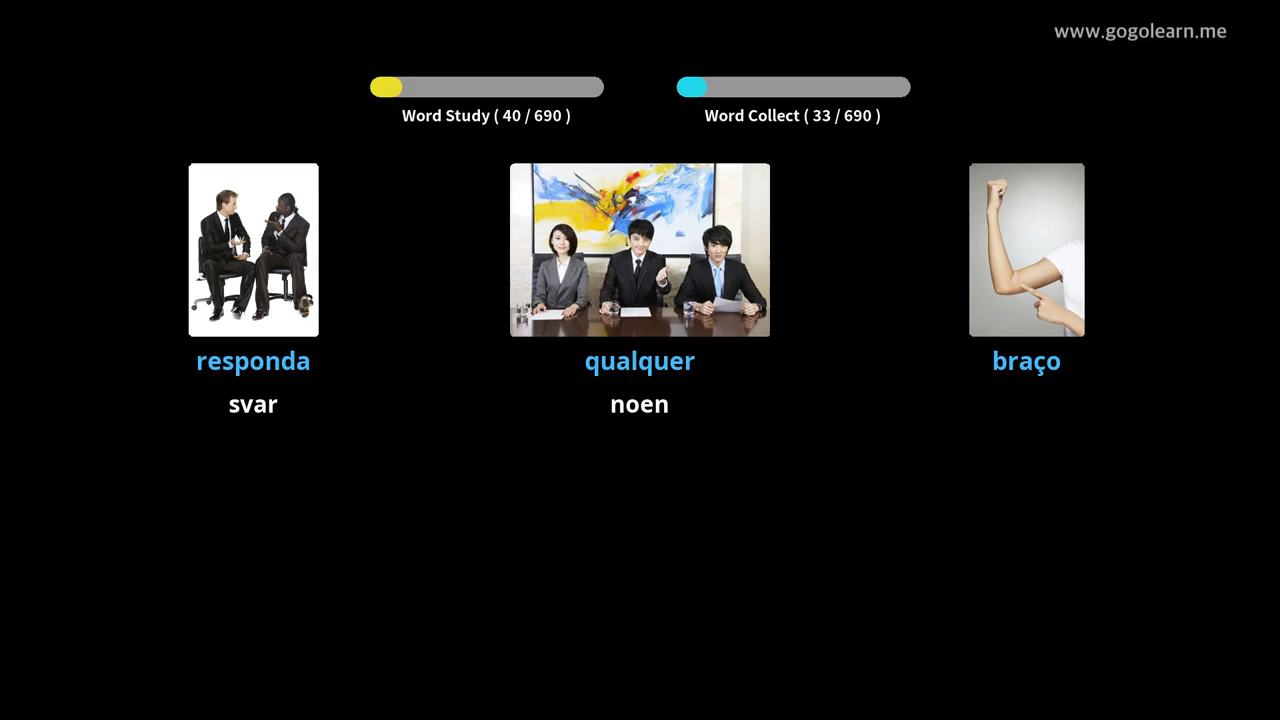 www.gogolearn.me
Word Study ( 40 / 690 )
Word Collect ( 33 / 690 )
responda
qualquer
braço
svar
noen